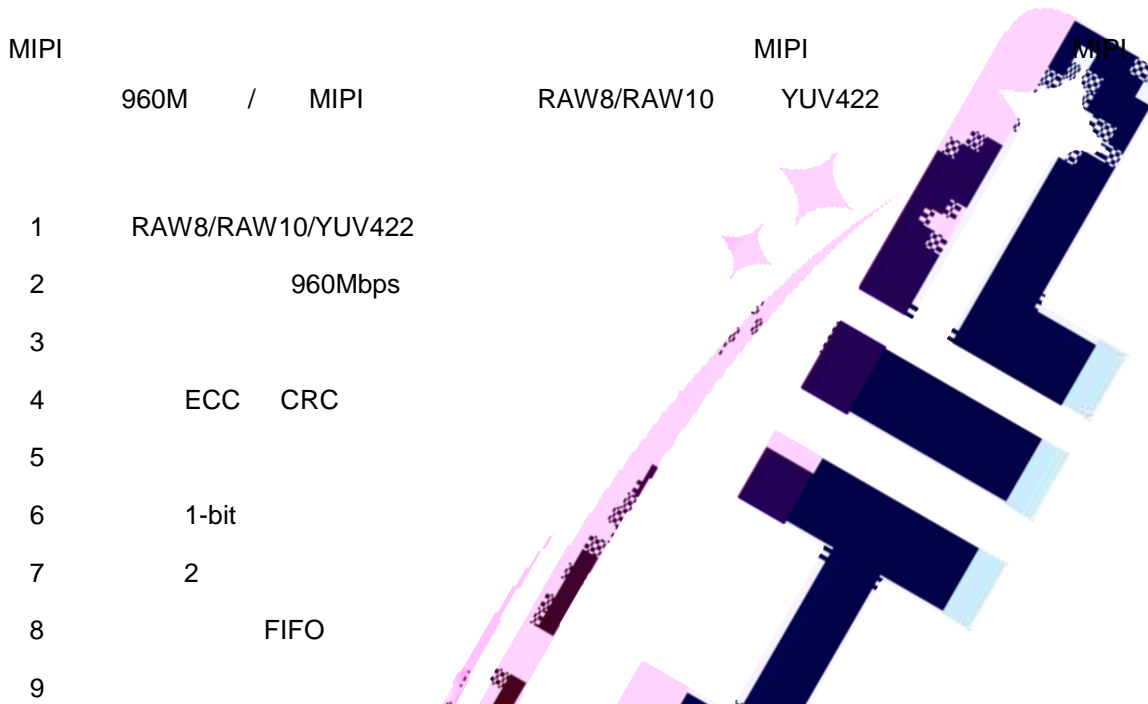 MIPI MIPI MIPI
960M / MIPI RAW8/RAW10 YUV422
1 RAW8/RAW10/YUV422
2 960Mbps
3
4 ECC CRC
5
6 1-bit
7 2
8 FIFO
9